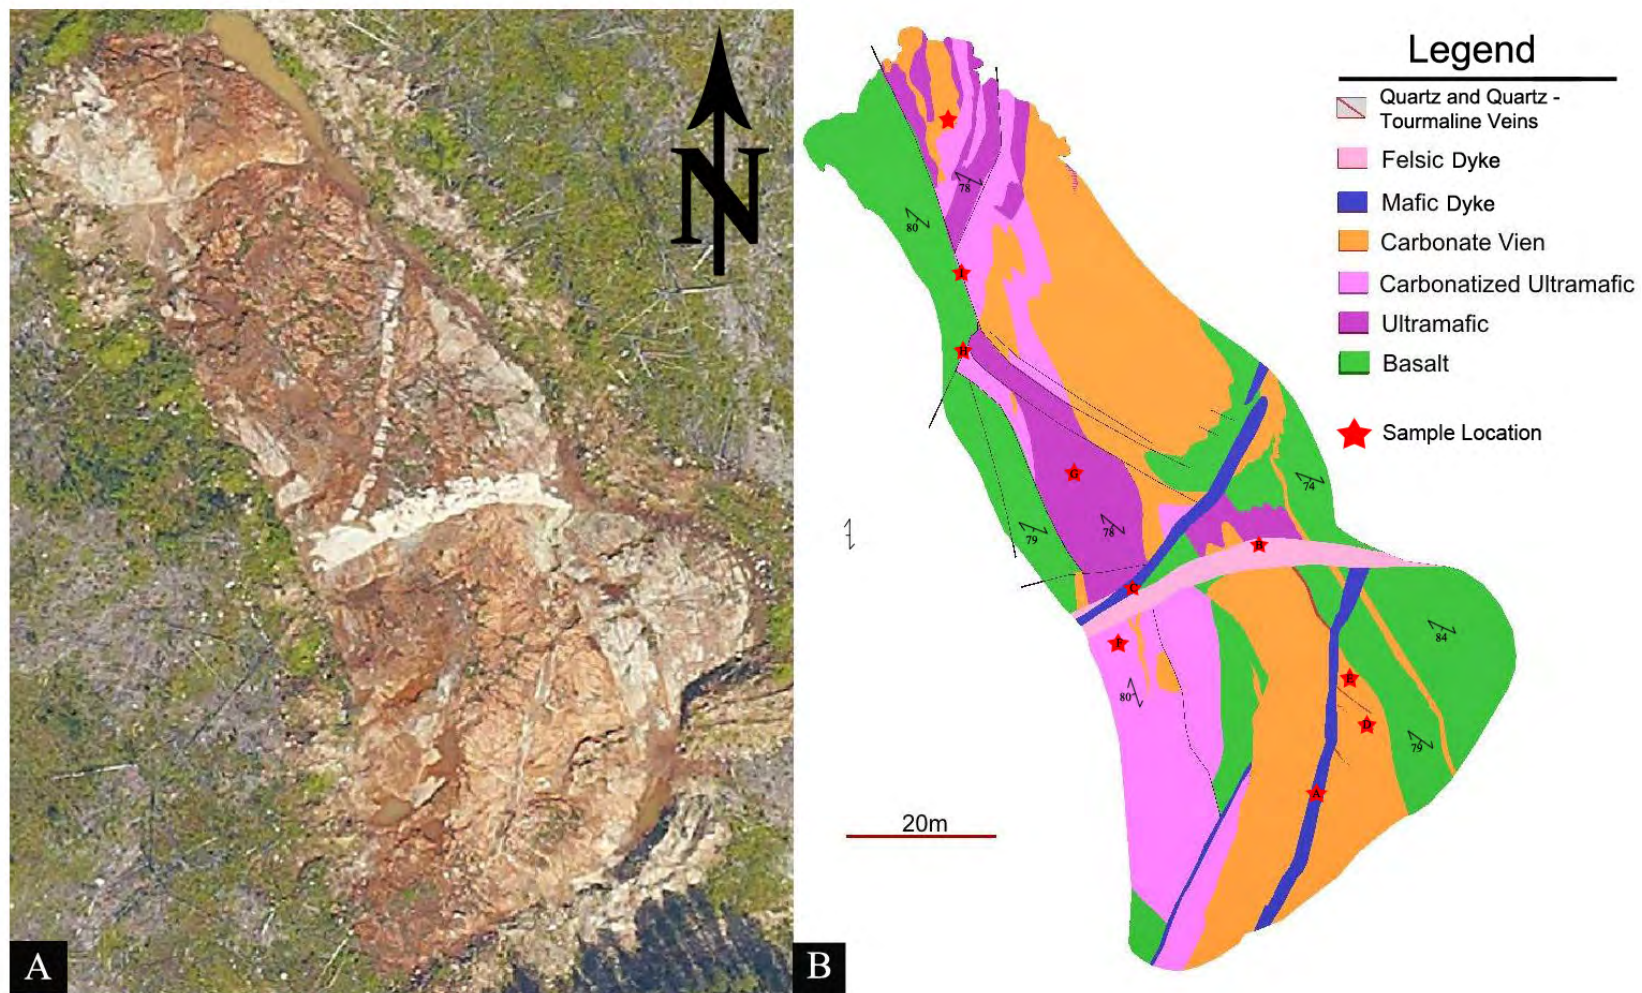 N
A
Legend
Quartz and Quartz -
Tourmaline Veins
Felsic Dyke
Mafic Dyke
Carbonate Vien
Carbonatized Ultramafic
Ultramafic
Basalt
Sample Location
78
80
I
H
G
74
79
78
B
C
F
84
E
80
D
79
A
20m
B